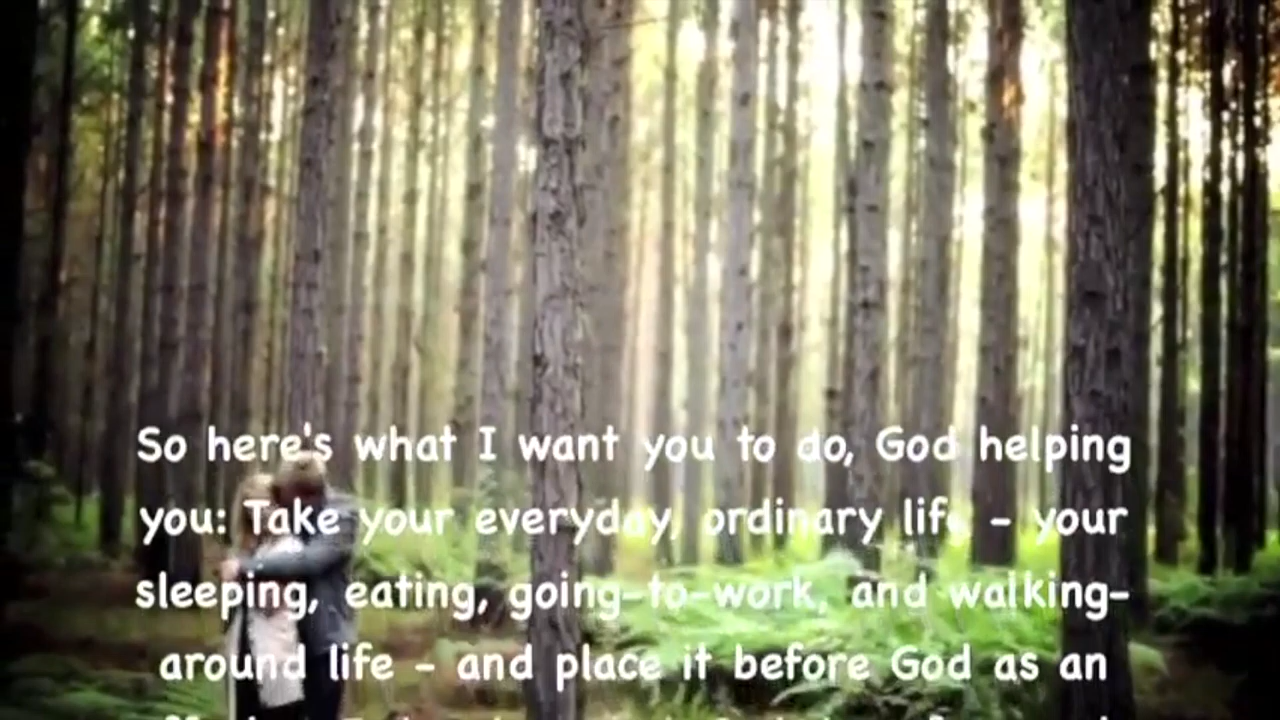 So here's what I want you to do, God helping
you: Take your everyday, ordinary life - your
sleeping, eating, going-to-work, and walking-
around life - and place it before God as an